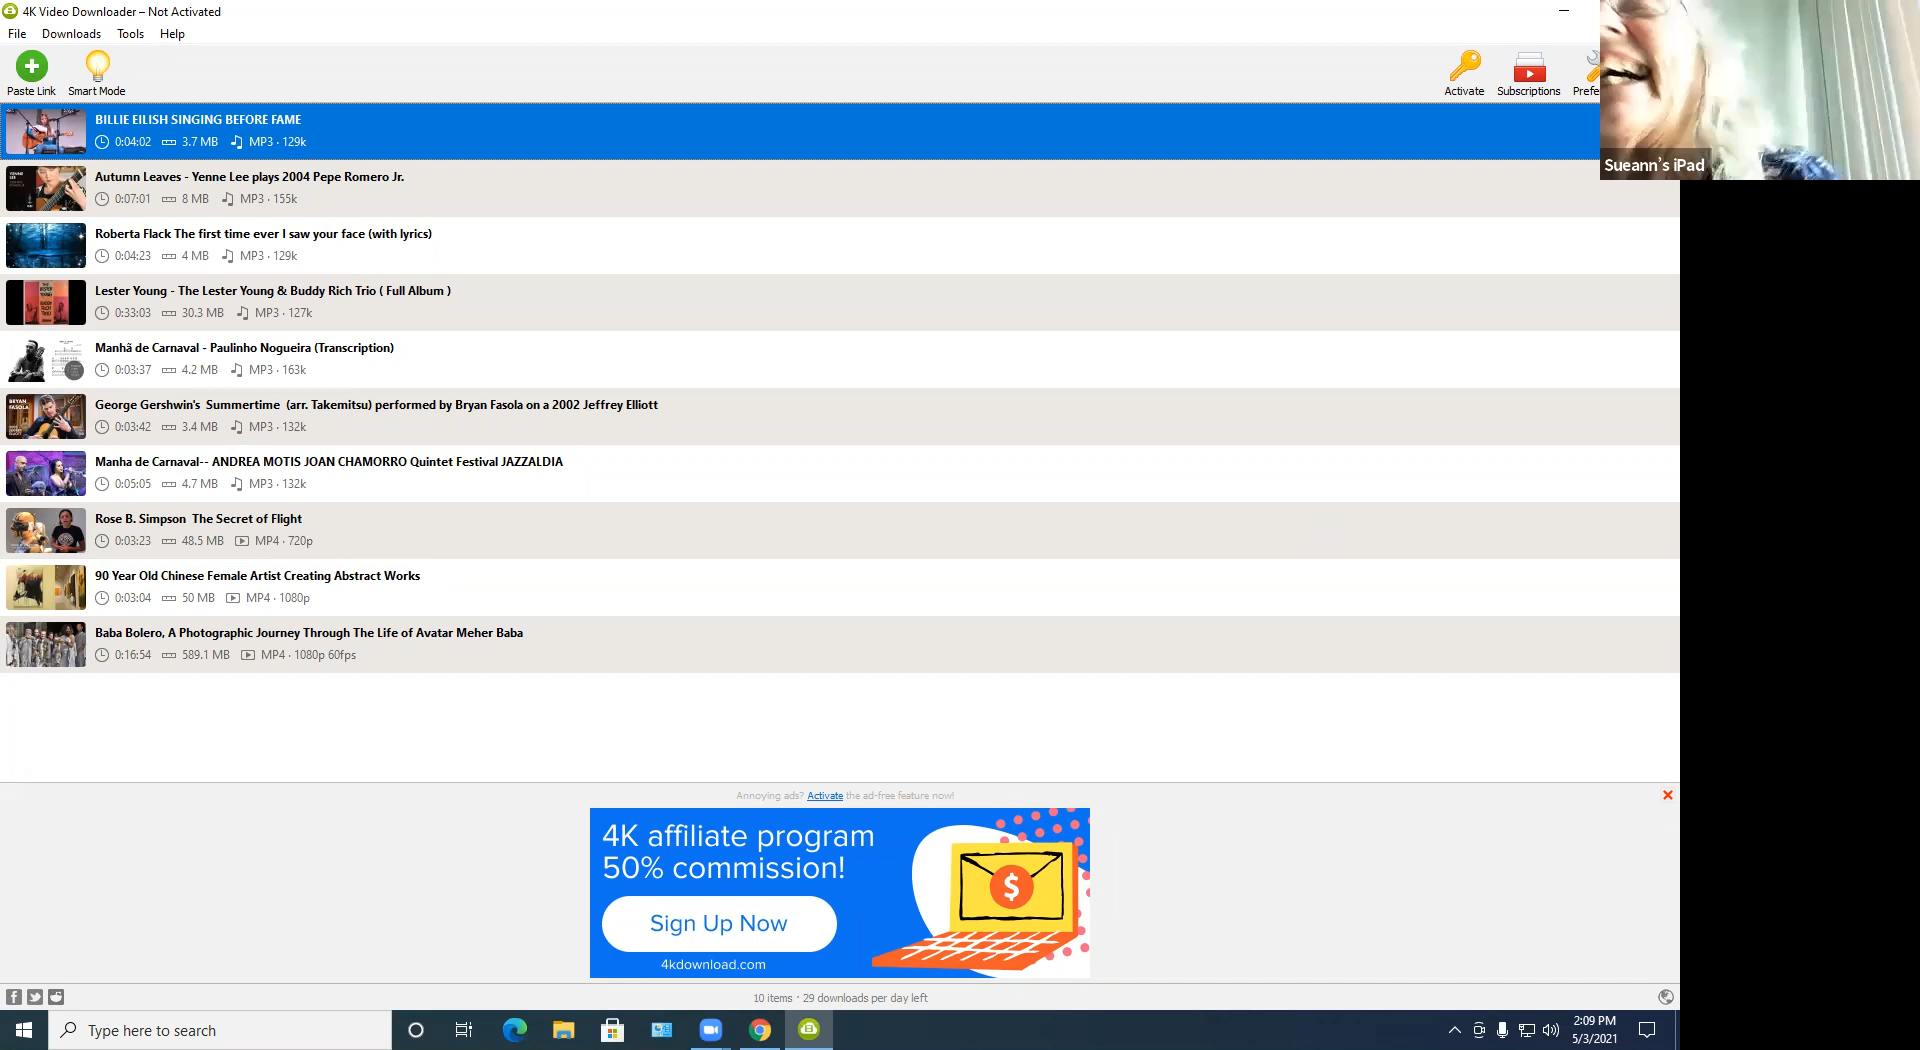 4K Video Downloader – Not Activated
File Downloads Tools Help
Paste Link Smart Mode Activate Subscriptions Prefe
BILLIE EILISH SINGING BEFORE FAME
0:04:02 3.7 MB MP3 · 129k
Autumn Leaves - Yenne Lee plays 2004 Pepe Romero Jr.
0:07:01 8 MB MP3 · 155k
Roberta Flack The first time ever I saw your face (with lyrics)
0:04:23 4 MB MP3 · 129k
Lester Young - The Lester Young & Buddy Rich Trio ( Full Album )
0:33:03 30.3 MB MP3 · 127k
Manhã de Carnaval - Paulinho Nogueira (Transcription)
0:03:37 4.2 MB MP3 · 163k
George Gershwin's Summertime (arr. Takemitsu) performed by Bryan Fasola on a 2002 Jeffrey Elliott
0:03:42 3.4 MB MP3 · 132k
Manha de Carnaval-- ANDREA MOTIS JOAN CHAMORRO Quintet Festival JAZZALDIA
0:05:05 4.7 MB MP3 · 132k
Rose B. Simpson The Secret of Flight
0:03:23 48.5 MB MP4 · 720p
90 Year Old Chinese Female Artist Creating Abstract Works
0:03:04 50 MB MP4 · 1080p
Baba Bolero, A Photographic Journey Through The Life of Avatar Meher Baba
0:16:54 589.1 MB MP4 · 1080p 60fps
Sueann's iPad
Annoying ads? Activate the ad-free feature now!
4K affiliate program
50% commission!
Sign Up Now
4kdownload.com
10 items · 29 downloads per day left
Type here to search
2:09 PM
5/3/2021